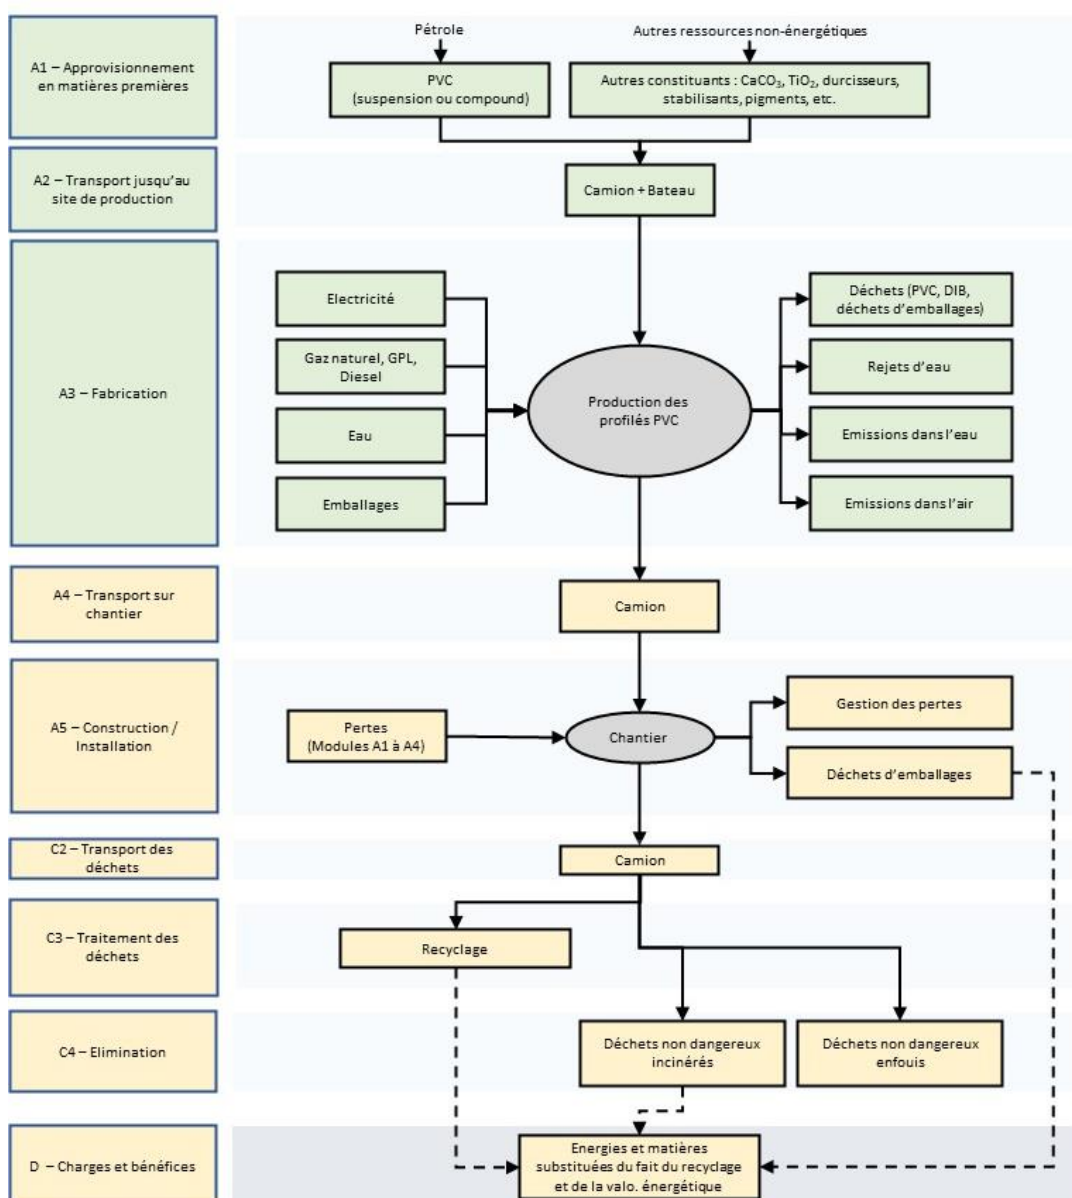 Pétrole
Autres ressources non-énergétiques
A1 – Approvisionnement
en matières premières
PVC
(suspension ou compound)
Autres constituants : CaCO₃, TiO₂, durcisseurs,
stabilisants, pigments, etc.
A2 – Transport jusqu'au
site de production
Camion + Bateau
A3 – Fabrication
Electricité
Gaz naturel, GPL,
Diesel
Eau
Emballages
Production des
profilés PVC
Déchets (PVC, DIB,
déchets d'emballages)
Rejets d'eau
Emissions dans l'eau
Emissions dans l'air
A4 – Transport sur
chantier
Camion
A5 – Construction /
Installation
Pertes
(Modules A1 à A4)
Chantier
Gestion des pertes
Déchets d'emballages
C2 – Transport des
déchets
Camion
C3 – Traitement des
déchets
Recyclage
C4 – Elimination
Déchets non dangereux
incinérés
Déchets non dangereux
enfouis
D – Charges et bénéfices
Energies et matières
substituées du fait du recyclage
et de la valo. énergétique